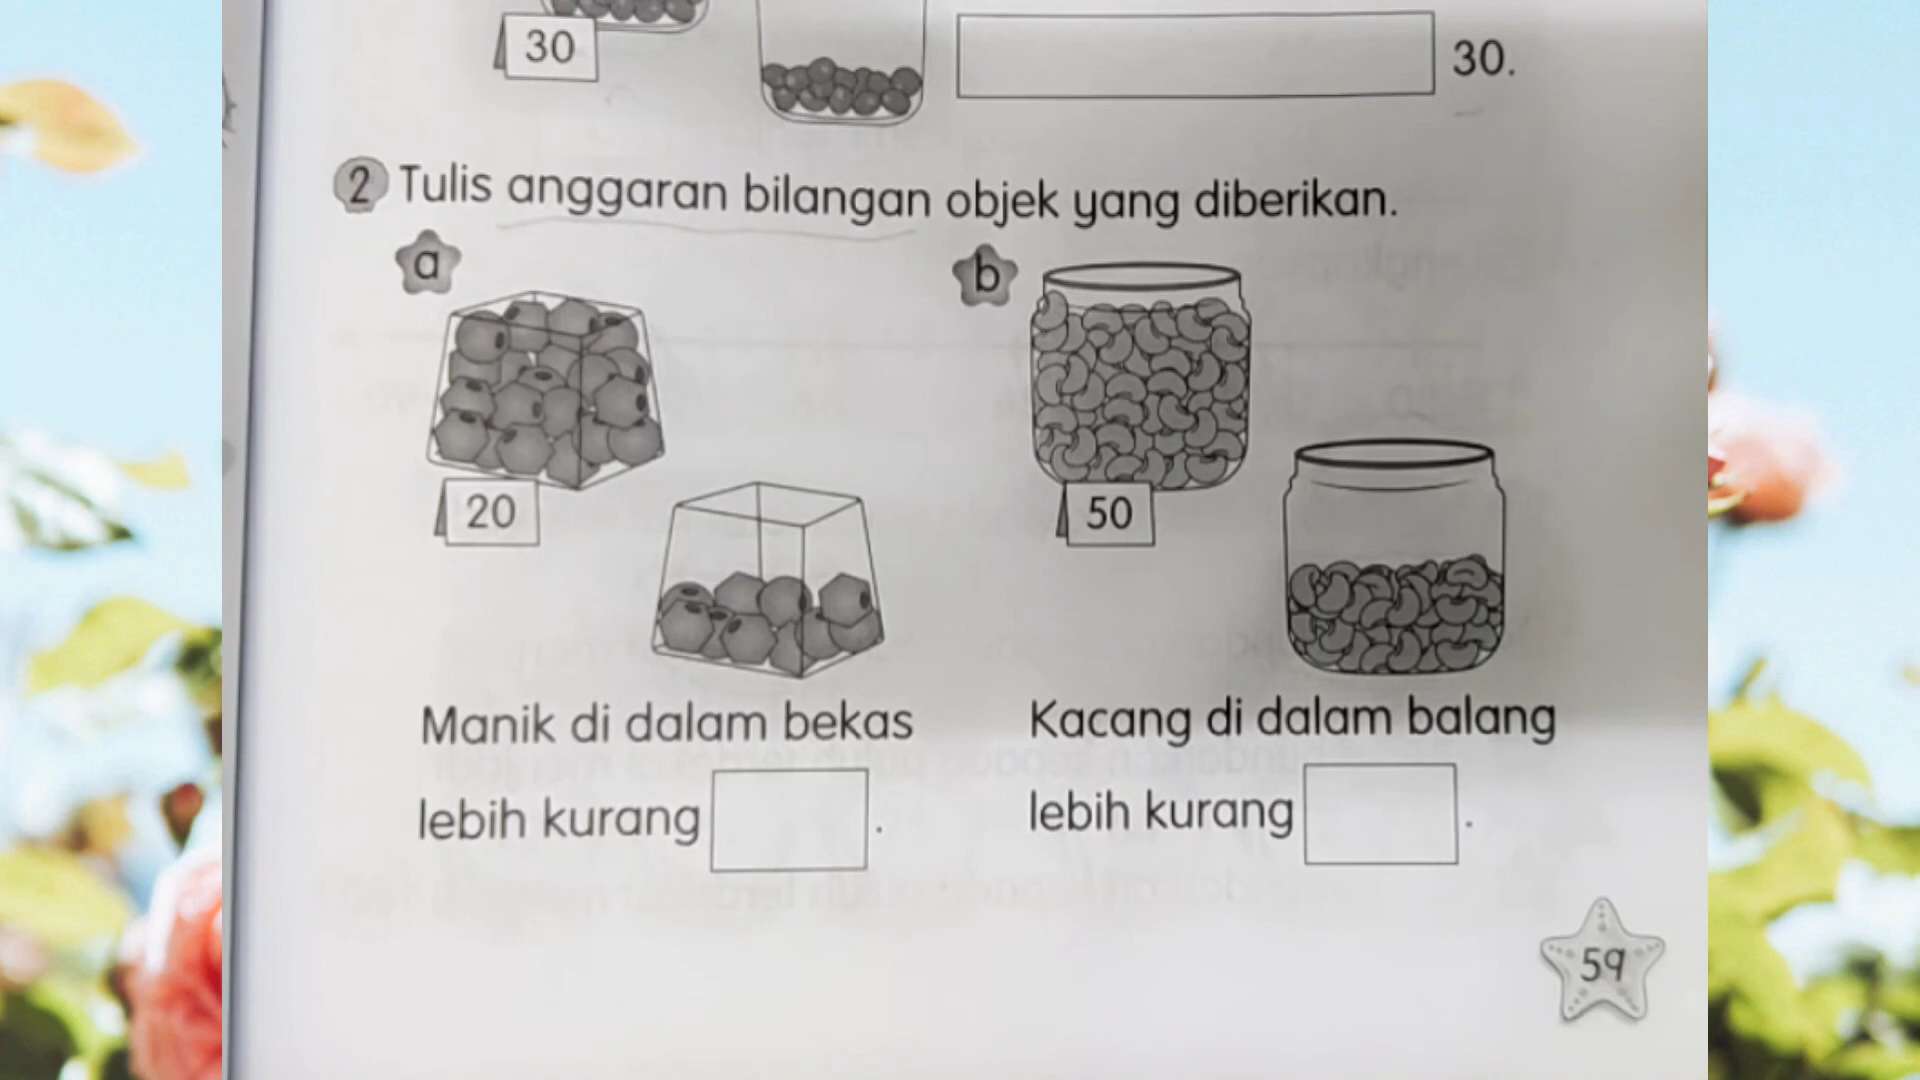 30
30.
2 Tulis anggaran bilangan objek yang diberikan.
a
b
20
50
Manik di dalam bekas
lebih kurang .
Kacang di dalam balang
lebih kurang .
59